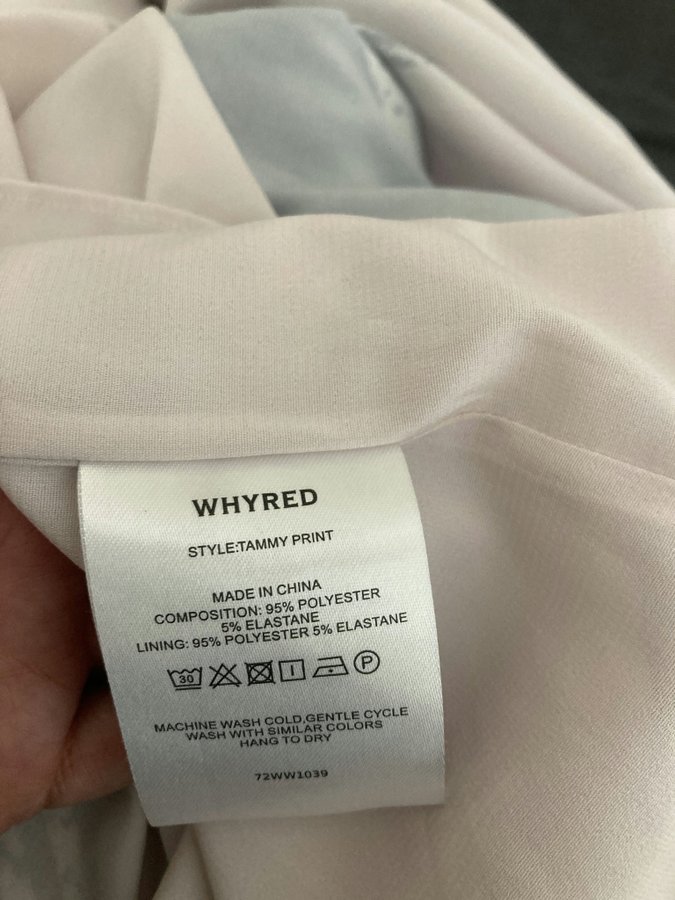 WHYRED
STYLE:TAMMY PRINT
MADE IN CHINA
COMPOSITION: 95% POLYESTER
5% ELASTANE
LINING: 95% POLYESTER 5% ELASTANE
30 P
MACHINE WASH COLD,GENTLE CYCLE
WASH WITH SIMILAR COLORS
HANG TO DRY
72WW1039